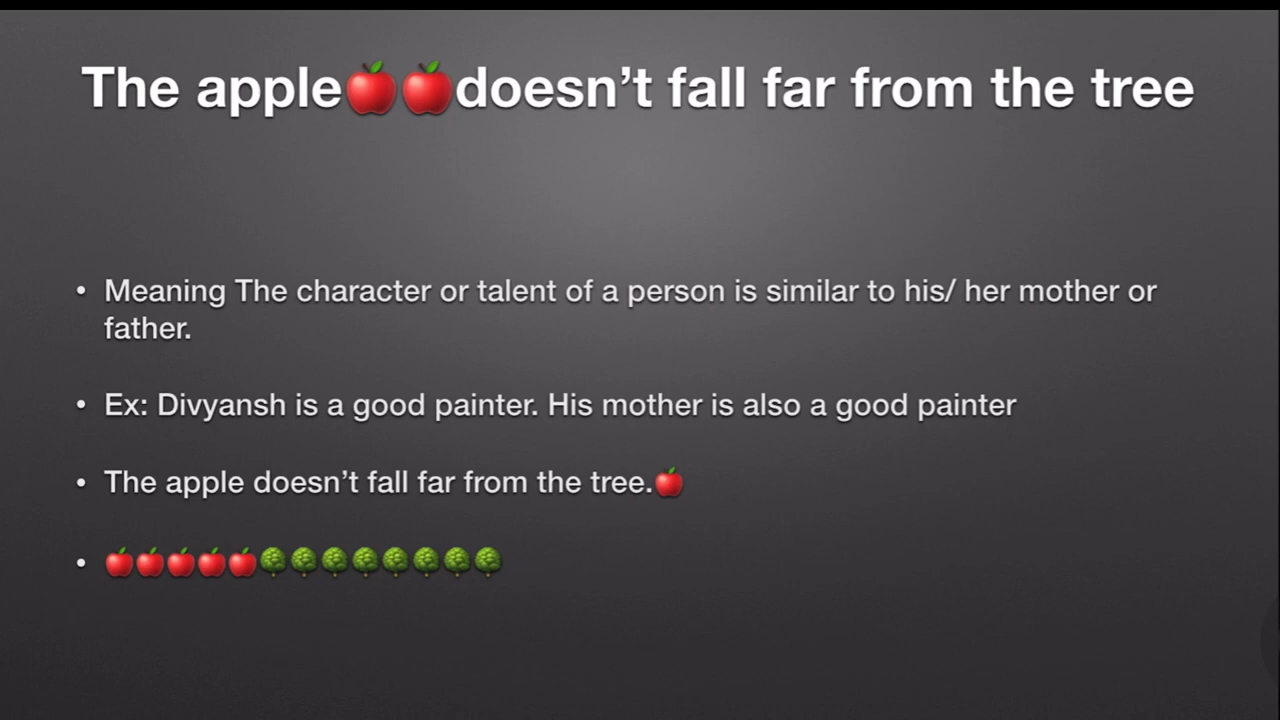 The apple🍎🍎doesn’t fall far from the tree
• Meaning The character or talent of a person is similar to his/ her mother or
father.
• Ex: Divyansh is a good painter. His mother is also a good painter
• The apple doesn’t fall far from the tree.🍎
• 🍎🍎🍎🍎🍎🌳🌳🌳🌳🌳🌳🌳🌳